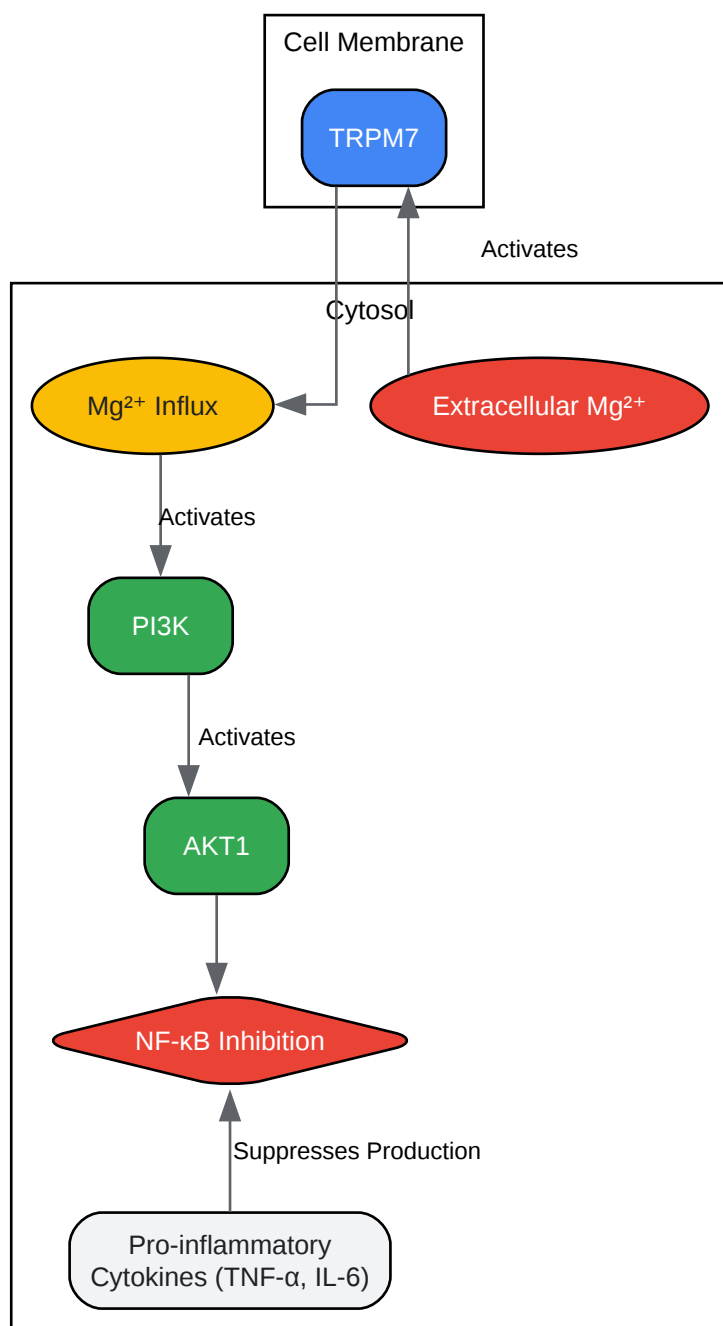 Cell Membrane
TRPM7
Activates
Cytosol
Mg²⁺ Influx
Extracellular Mg²⁺
Activates
PI3K
Activates
AKT1
NF-κB Inhibition
Suppresses Production
Pro-inflammatory
Cytokines (TNF-α, IL-6)